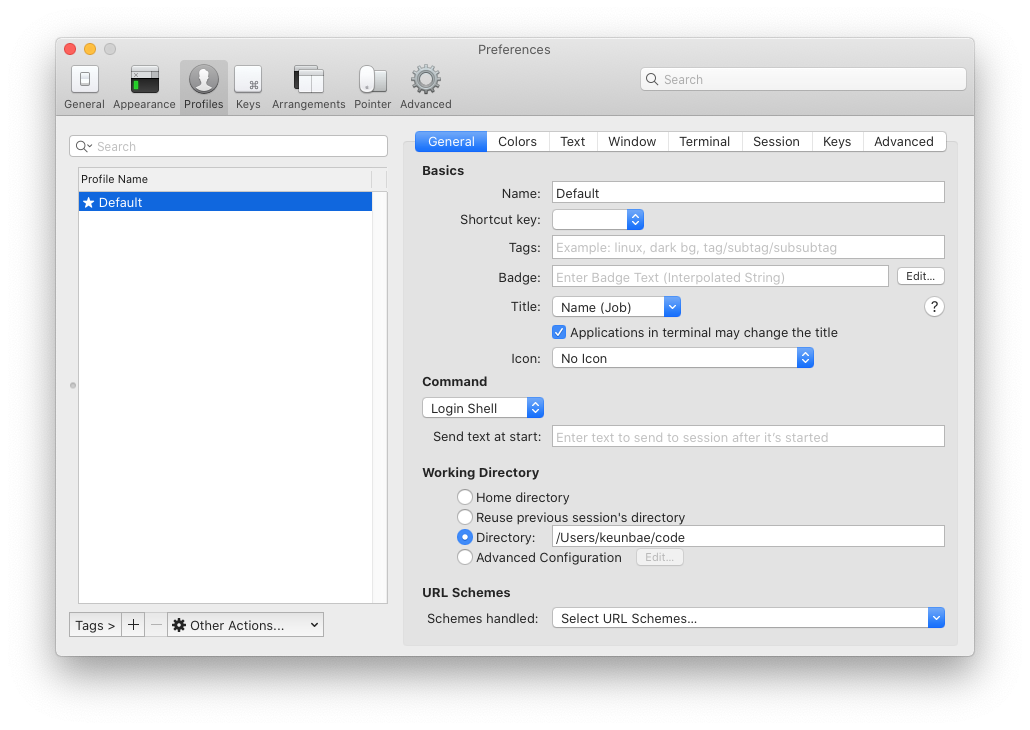 Preferences
General Appearance Profiles Keys Arrangements Pointer Advanced
Search
Search
Profile Name
Default
Tags >
Other Actions...
General Colors Text Window Terminal Session Keys Advanced
Basics
Name: Default
Shortcut key:
Tags: Example: linux, dark bg, tag/subtag/subsubtag
Badge: Enter Badge Text (Interpolated String) Edit...
Title: Name (Job) ?
Applications in terminal may change the title
Icon: No Icon
Command
Login Shell
Send text at start: Enter text to send to session after it's started
Working Directory
Home directory
Reuse previous session's directory
Directory: /Users/keunbae/code
Advanced Configuration Edit...
URL Schemes
Schemes handled: Select URL Schemes...